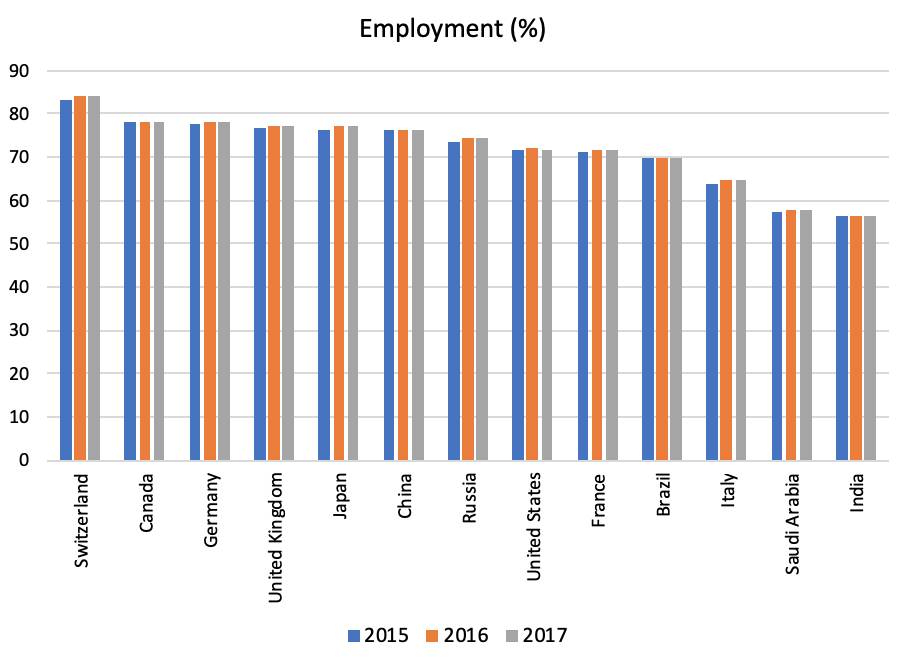 Employment (%)
90
80
70
60
50
40
30
20
10
0
Switzerland
Canada
Germany
United Kingdom
Japan
China
Russia
United States
France
Brazil
Italy
Saudi Arabia
India
2015 2016 2017